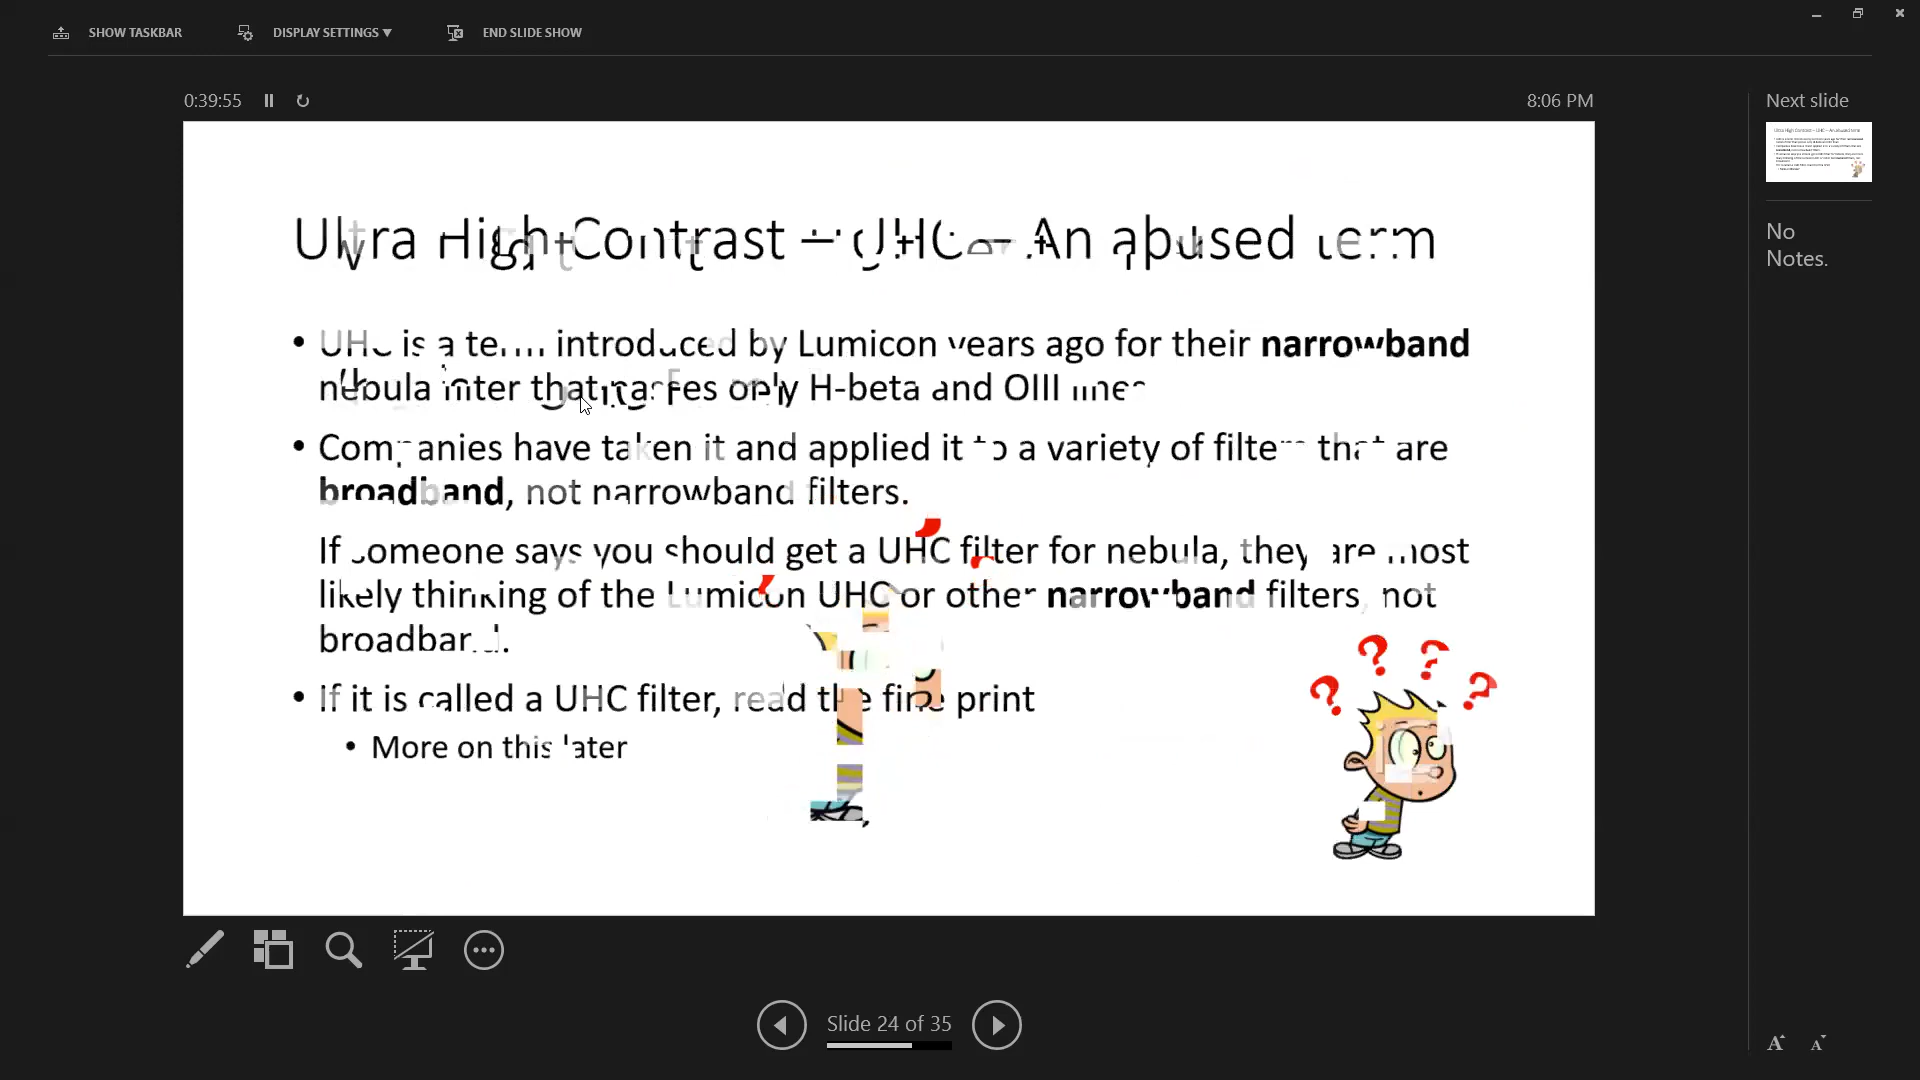 SHOW TASKBAR
DISPLAY SETTINGS ▼
END SLIDE SHOW
0:39:55
8:06 PM
Next slide
Ultra High Contrast – UHC – An abused term
• UHC is a term introduced by Lumicon years ago for their narrowband
nebula filter that passes only H-beta and OIII lines
• Companies have taken it and applied it to a variety of filters that are
broadband, not narrowband filters.
If someone says you should get a UHC filter for nebula, they are most
likely thinking of the Lumicon UHC or other narrowband filters, not
broadband.
• If it is called a UHC filter, read the fine print
• More on this later
? ? ? ?
No
Notes.
Slide 24 of 35
A A